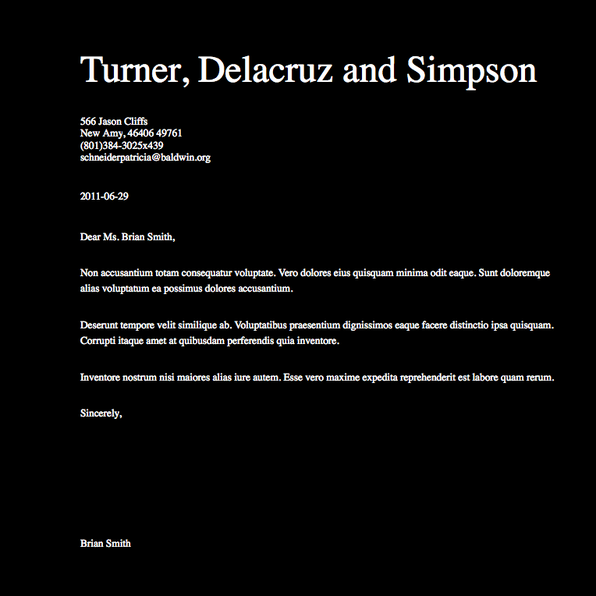 Turner, Delacruz and Simpson
566 Jason Cliffs
New Amy, 46406 49761
(801)384-3025x439
schneiderpatricia@baldwin.org
2011-06-29
Dear Ms. Brian Smith,
Non accusantium totam consequatur voluptate. Vero dolores eius quisquam minima odit eaque. Sunt doloremque
alias voluptatum ea possimus dolores accusantium.
Deserunt tempore velit similique ab. Voluptatibus praesentium dignissimos eaque facere distinctio ipsa quisquam.
Corrupti itaque amet at quibusdam perferendis quia inventore.
Inventore nostrum nisi maiores alias iure autem. Esse vero maxime expedita reprehenderit est labore quam rerum.
Sincerely,
Brian Smith